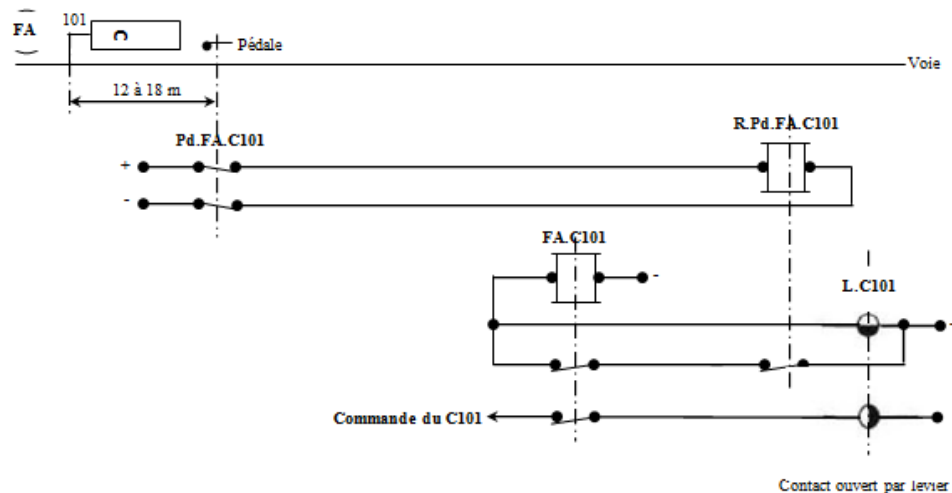 FA
101
C
Pédale
Voie
12 à 18 m
Pd.FA.C101
R.Pd.FA.C101
+
-
FA.C101
-
L.C101
Commande du C101
Contact ouvert par levier